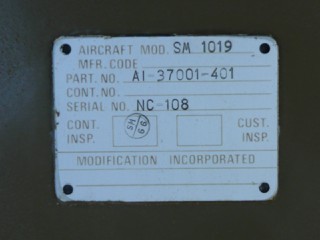 AIRCRAFT MOD. SM 1019
MFR. CODE
PART. NO. AI-37001-401
CONT. NO.
SERIAL NO. NC-108
CONT. INSP.
CUST. INSP.
MODIFICATION INCORPORATED